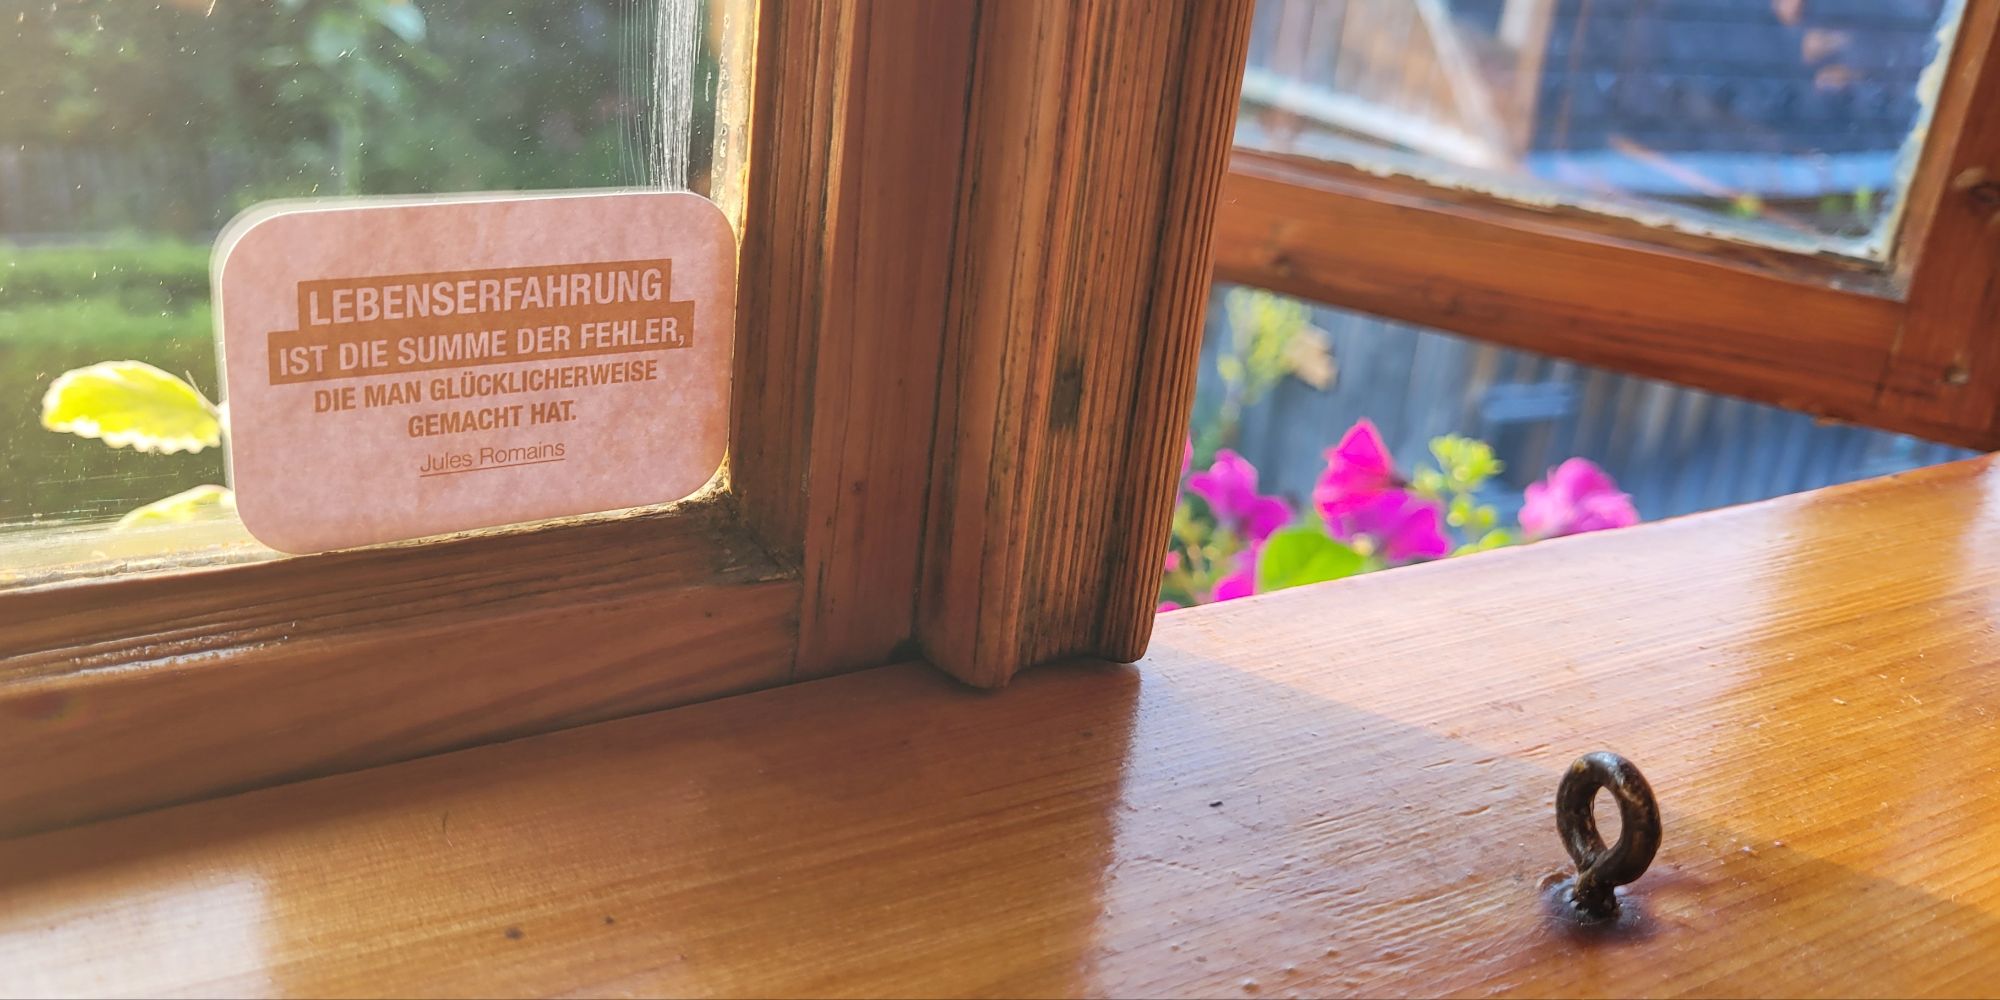 LEBENSERFAHRUNG
IST DIE SUMME DER FEHLER,
DIE MAN GLÜCKLICHERWEISE
GEMACHT HAT.
Jules Romains